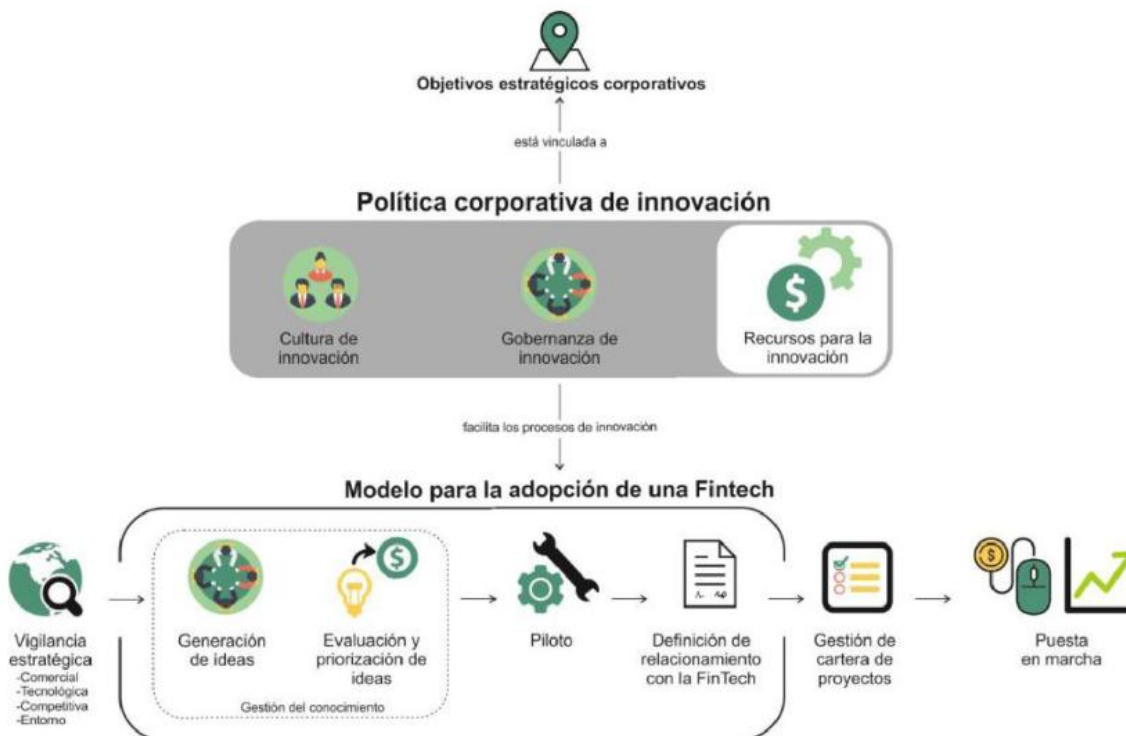 Objetivos estratégicos corporativos
está vinculada a
Política corporativa de innovación
Cultura de
innovación
Gobernanza de
innovación
Recursos para la
innovación
facilita los procesos de innovación
Modelo para la adopción de una Fintech
Vigilancia
estratégica
-Comercial
-Tecnológica
-Competitiva
-Entorno
Generación
de ideas
Evaluación y
priorización de
ideas
Gestión del conocimiento
Piloto
Definición de
relacionamiento
con la FinTech
Gestión de
cartera de
proyectos
Puesta
en marcha